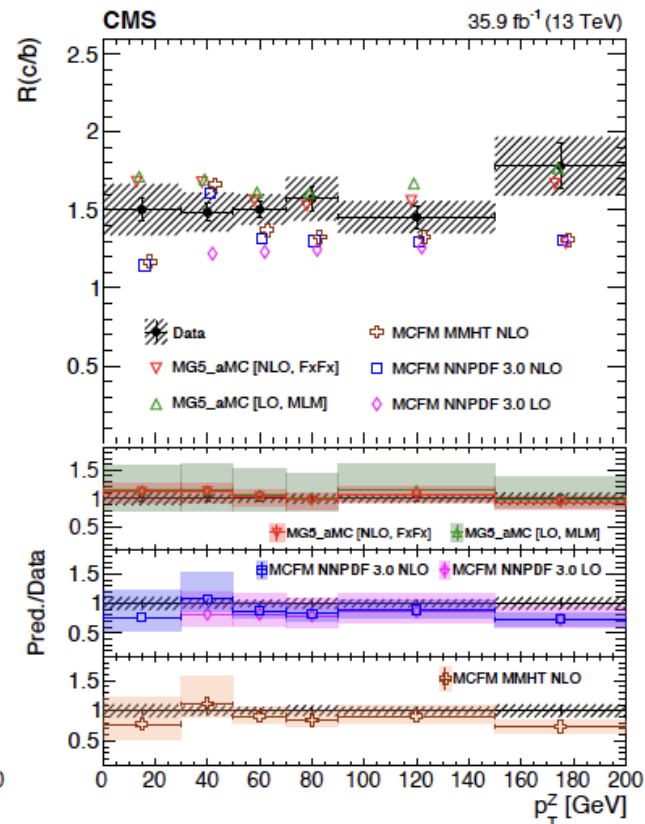 CMS 35.9 fb⁻¹ (13 TeV)
R(c/b)
2.5
2
1.5
1
0.5
Data
MG5_aMC [NLO, FxFx]
MG5_aMC [LO, MLM]
MCFM MMHT NLO
MCFM NNPDF 3.0 NLO
MCFM NNPDF 3.0 LO
Pred./Data
1.5
1
0.5
MG5_aMC [NLO, FxFx] MG5_aMC [LO, MLM]
1.5
1
0.5
MCFM NNPDF 3.0 NLO MCFM NNPDF 3.0 LO
1.5
1
0.5
MCFM MMHT NLO
0 0 20 40 60 80 100 120 140 160 180 200
p_T^Z [GeV]